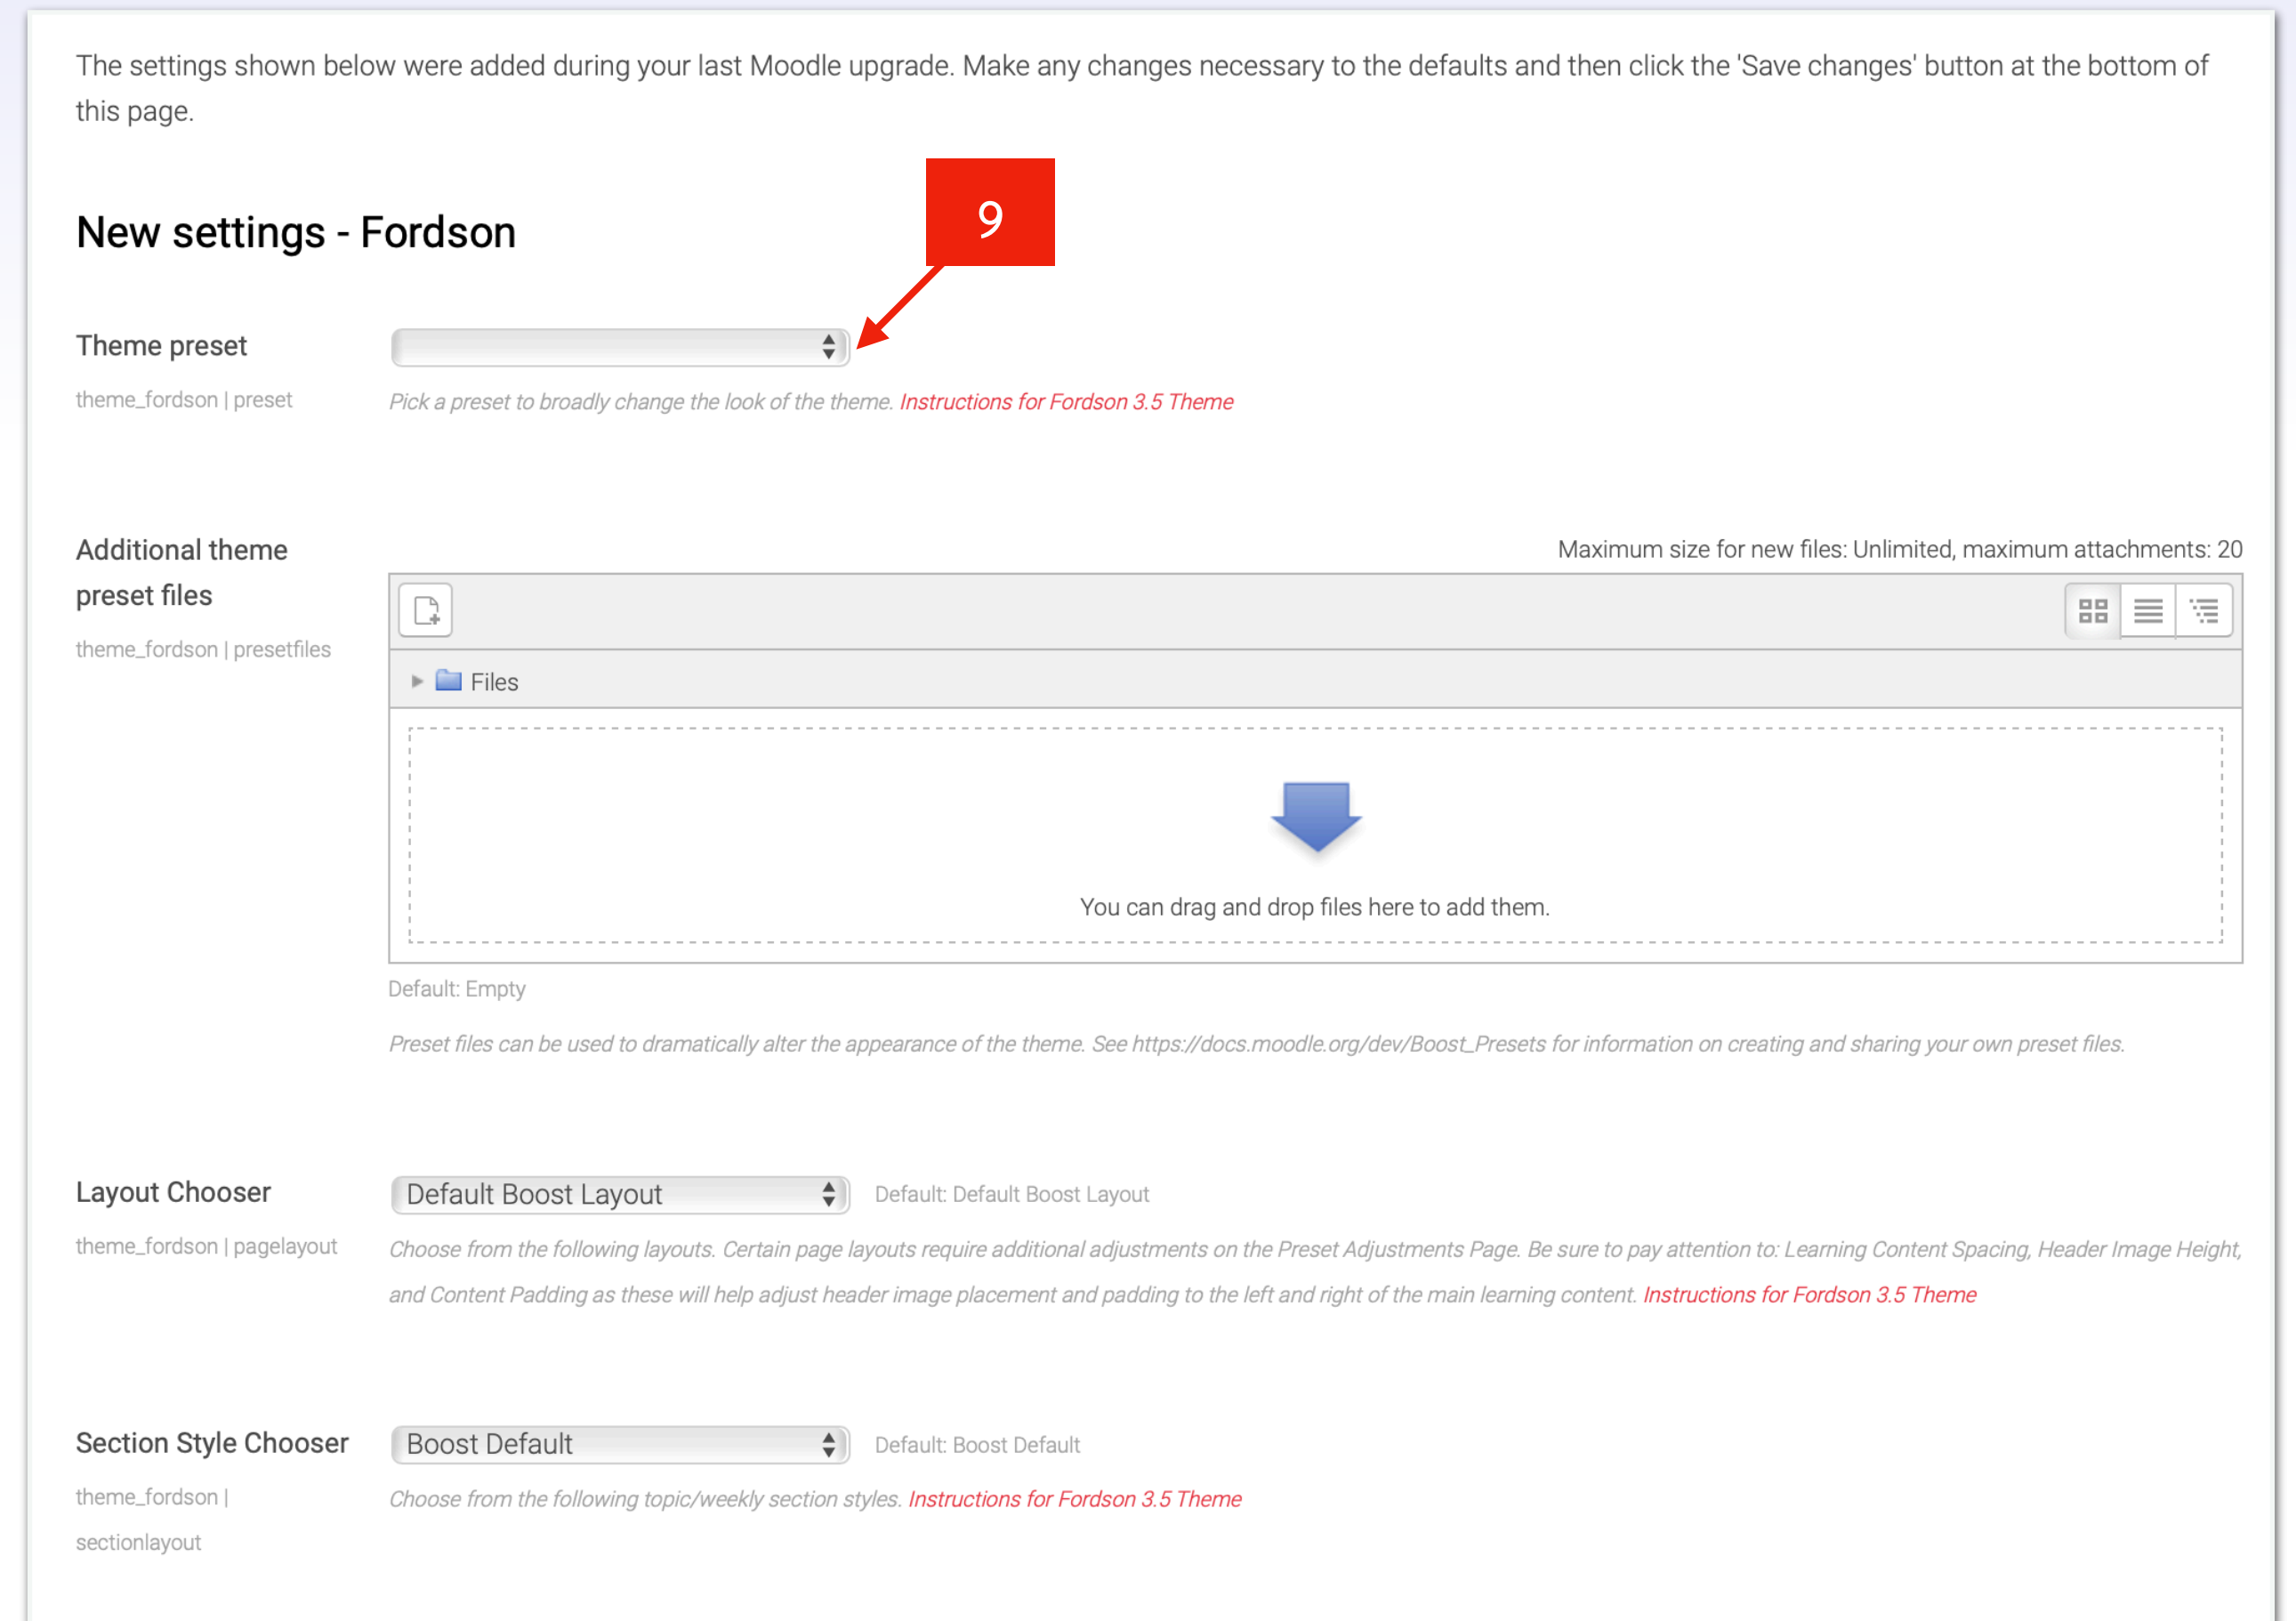 The settings shown below were added during your last Moodle upgrade. Make any changes necessary to the defaults and then click the 'Save changes' button at the bottom of
this page.
9
New settings - Fordson
Theme preset
theme_fordson | preset
Pick a preset to broadly change the look of the theme. Instructions for Fordson 3.5 Theme
Additional theme
preset files
theme_fordson | presetfiles
Maximum size for new files: Unlimited, maximum attachments: 20
Files
You can drag and drop files here to add them.
Default: Empty
Preset files can be used to dramatically alter the appearance of the theme. See https://docs.moodle.org/dev/Boost_Presets for information on creating and sharing your own preset files.
Layout Chooser
theme_fordson | pagelayout
Default Boost Layout
Default: Default Boost Layout
Choose from the following layouts. Certain page layouts require additional adjustments on the Preset Adjustments Page. Be sure to pay attention to: Learning Content Spacing, Header Image Height,
and Content Padding as these will help adjust header image placement and padding to the left and right of the main learning content. Instructions for Fordson 3.5 Theme
Section Style Chooser
theme_fordson |
sectionlayout
Boost Default
Default: Boost Default
Choose from the following topic/weekly section styles. Instructions for Fordson 3.5 Theme